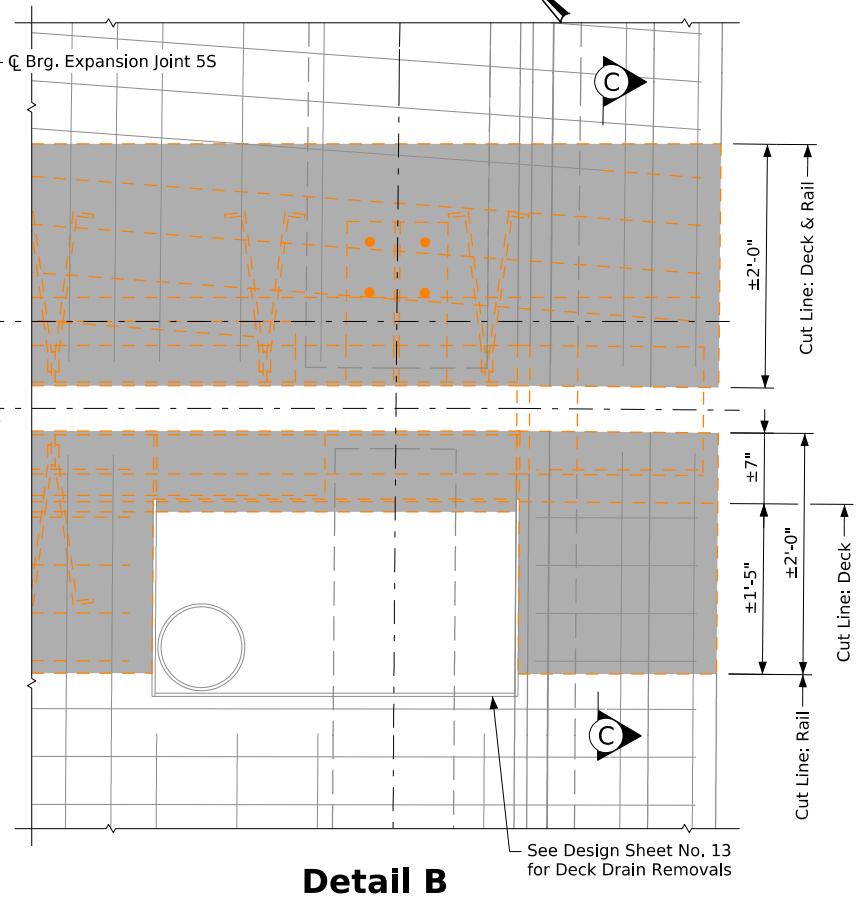 ℄ Brg. Expansion Joint 5S
C
Cut Line: Deck & Rail
±2'-0"
±7"
±2'-0"
±1'-5"
Cut Line: Deck
Cut Line: Rail
C
See Design Sheet No. 13
for Deck Drain Removals
Detail B